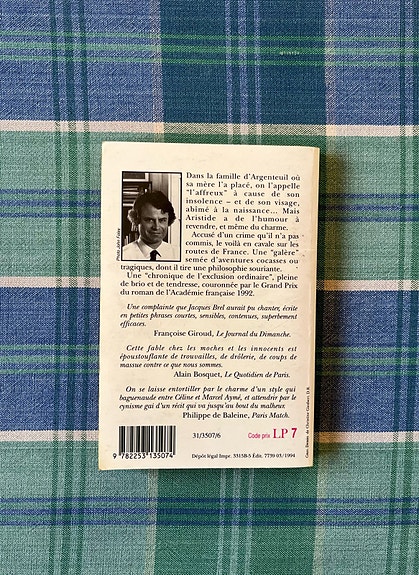 Dans la famille d'Argenteuil où
sa mère l'a placé, on l'appelle
"l'affreux" à cause de son
insolence – et de son visage,
abîmé à la naissance... Mais
Aristide a de l'humour à
revendre, et même du charme.
Accusé d'un crime qu'il n'a pas
commis, le voilà en cavale sur les
routes de France. Une "galère"
semée d'aventures cocasses ou
tragiques, dont il tire une philosophie souriante.
Une "chronique de l'exclusion ordinaire", pleine
de brio et de tendresse, couronnée par le Grand Prix
du roman de l'Académie française 1992.
Une complainte que Jacques Brel aurait pu chanter, écrite
en petites phrases courtes, sensibles, contenues, superbement
efficaces.
Françoise Giroud, Le Journal du Dimanche.
Cette fable chez les moches et les innocents est
époustouflante de trouvailles, de drôlerie, de coups de
massue contre ce que nous sommes.
Alain Bosquet, Le Quotidien de Paris.
On se laisse entortiller par le charme d'un style qui
baguenaude entre Céline et Marcel Aymé, et attendrir par le
cynisme gai d'un récit qui va jusqu'au bout du malheur.
Philippe de Baleine, Paris Match.
31/3507/6
Code prix LP 7
9 782253 135074
Dépôt légal Impr. 3315B-5 Édit. 7739 03/1994
Photo John Foley